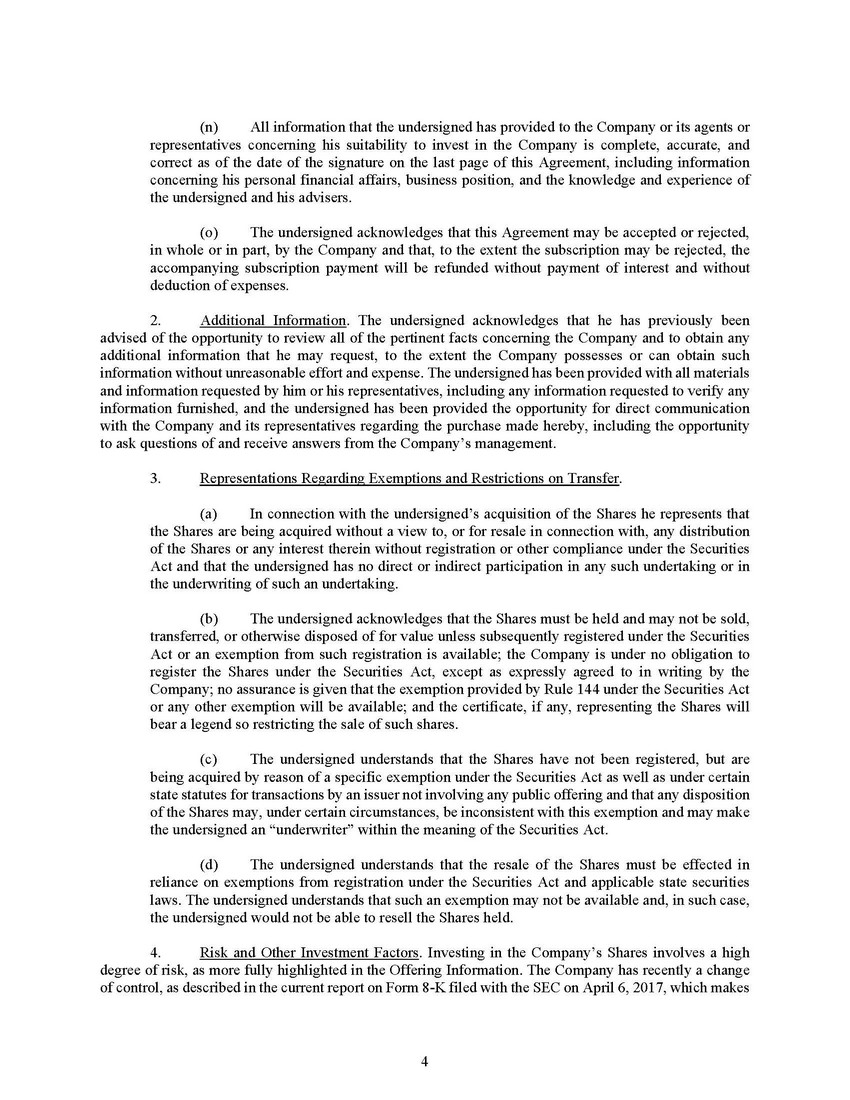 (n) All information that the undersigned has provided to the Company or its agents or
representatives concerning his suitability to invest in the Company is complete, accurate, and
correct as of the date of the signature on the last page of this Agreement, including information
concerning his personal financial affairs, business position, and the knowledge and experience of
the undersigned and his advisers.
(o) The undersigned acknowledges that this Agreement may be accepted or rejected,
in whole or in part, by the Company and that, to the extent the subscription may be rejected, the
accompanying subscription payment will be refunded without payment of interest and without
deduction of expenses.
2. Additional Information. The undersigned acknowledges that he has previously been
advised of the opportunity to review all of the pertinent facts concerning the Company and to obtain any
additional information that he may request, to the extent the Company possesses or can obtain such
information without unreasonable effort and expense. The undersigned has been provided with all materials
and information requested by him or his representatives, including any information requested to verify any
information furnished, and the undersigned has been provided the opportunity for direct communication
with the Company and its representatives regarding the purchase made hereby, including the opportunity
to ask questions of and receive answers from the Company’s management.
3. Representations Regarding Exemptions and Restrictions on Transfer.
(a) In connection with the undersigned’s acquisition of the Shares he represents that
the Shares are being acquired without a view to, or for resale in connection with, any distribution
of the Shares or any interest therein without registration or other compliance under the Securities
Act and that the undersigned has no direct or indirect participation in any such undertaking or in
the underwriting of such an undertaking.
(b) The undersigned acknowledges that the Shares must be held and may not be sold,
transferred, or otherwise disposed of for value unless subsequently registered under the Securities
Act or an exemption from such registration is available; the Company is under no obligation to
register the Shares under the Securities Act, except as expressly agreed to in writing by the
Company; no assurance is given that the exemption provided by Rule 144 under the Securities Act
or any other exemption will be available; and the certificate, if any, representing the Shares will
bear a legend so restricting the sale of such shares.
(c) The undersigned understands that the Shares have not been registered, but are
being acquired by reason of a specific exemption under the Securities Act as well as under certain
state statutes for transactions by an issuer not involving any public offering and that any disposition
of the Shares may, under certain circumstances, be inconsistent with this exemption and may make
the undersigned an “underwriter” within the meaning of the Securities Act.
(d) The undersigned understands that the resale of the Shares must be effected in
reliance on exemptions from registration under the Securities Act and applicable state securities
laws. The undersigned understands that such an exemption may not be available and, in such case,
the undersigned would not be able to resell the Shares held.
4. Risk and Other Investment Factors. Investing in the Company’s Shares involves a high
degree of risk, as more fully highlighted in the Offering Information. The Company has recently a change
of control, as described in the current report on Form 8-K filed with the SEC on April 6, 2017, which makes
4